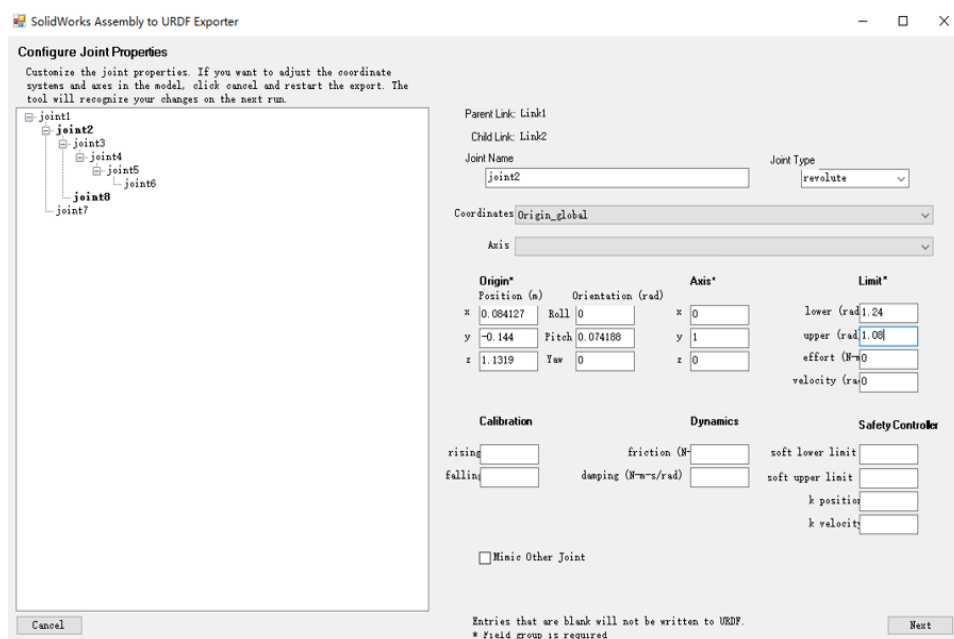 SolidWorks Assembly to URDF Exporter
Configure Joint Properties
Customize the joint properties. If you want to adjust the coordinate
systems and axes in the model, click cancel and restart the export. The
tool will recognize your changes on the next run.
joint1
joint2
joint3
joint4
joint5
joint6
joint8
joint7
Parent Link: Link1
Child Link: Link2
Joint Name
Joint Type
joint2
revolute
Coordinates Origin_global
Axis
Origin* Axis* Limit*
Position (m) Orientation (rad)
x 0.084127 Roll 0 x 0 lower (rad 1.24
y -0.144 Pitch 0.074188 y 1 upper (rad 1.08
z 1.1319 Yaw 0 z 0 effort (N-m 0
velocity (ra 0
Calibration Dynamics Safety Controller
rising friction (N- soft lower limit
falling damping (N-m-s/rad) soft upper limit
k position
k velocity
Mimic Other Joint
Cancel
Entries that are blank will not be written to URDF.
* Field group is required
Next